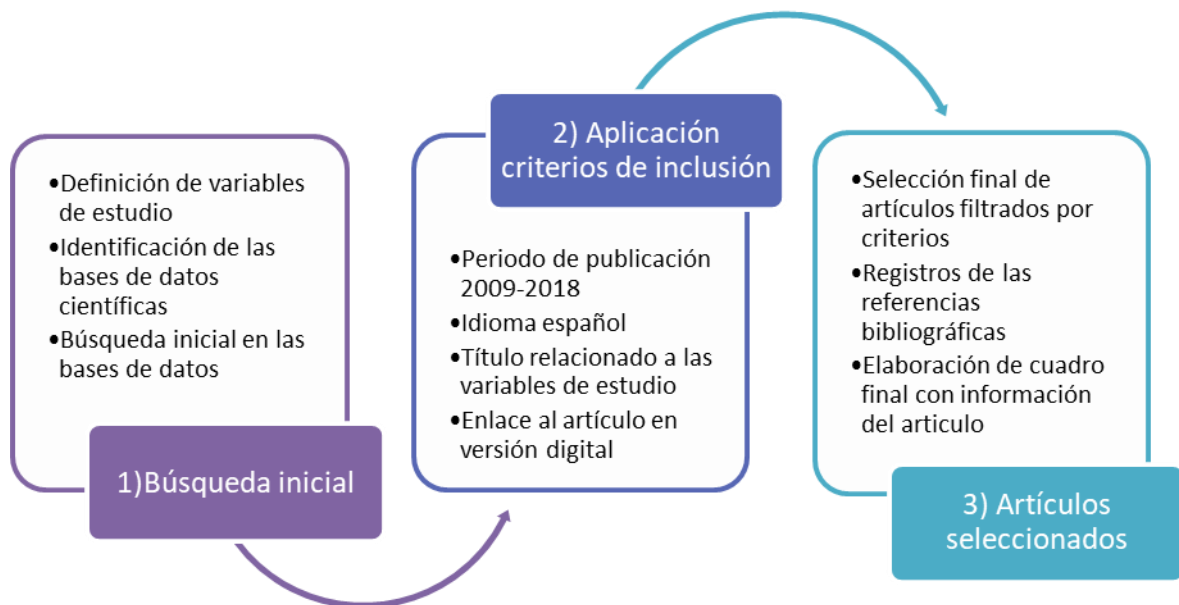 •Definición de variables
de estudio
•Identificación de las
bases de datos
científicas
•Búsqueda inicial en las
bases de datos
1)Búsqueda inicial
2) Aplicación
criterios de inclusión
•Periodo de publicación
2009-2018
•Idioma español
•Título relacionado a las
variables de estudio
•Enlace al artículo en
versión digital
•Selección final de
artículos filtrados por
criterios
•Registros de las
referencias
bibliográficas
•Elaboración de cuadro
final con información
del articulo
3) Artículos
seleccionados